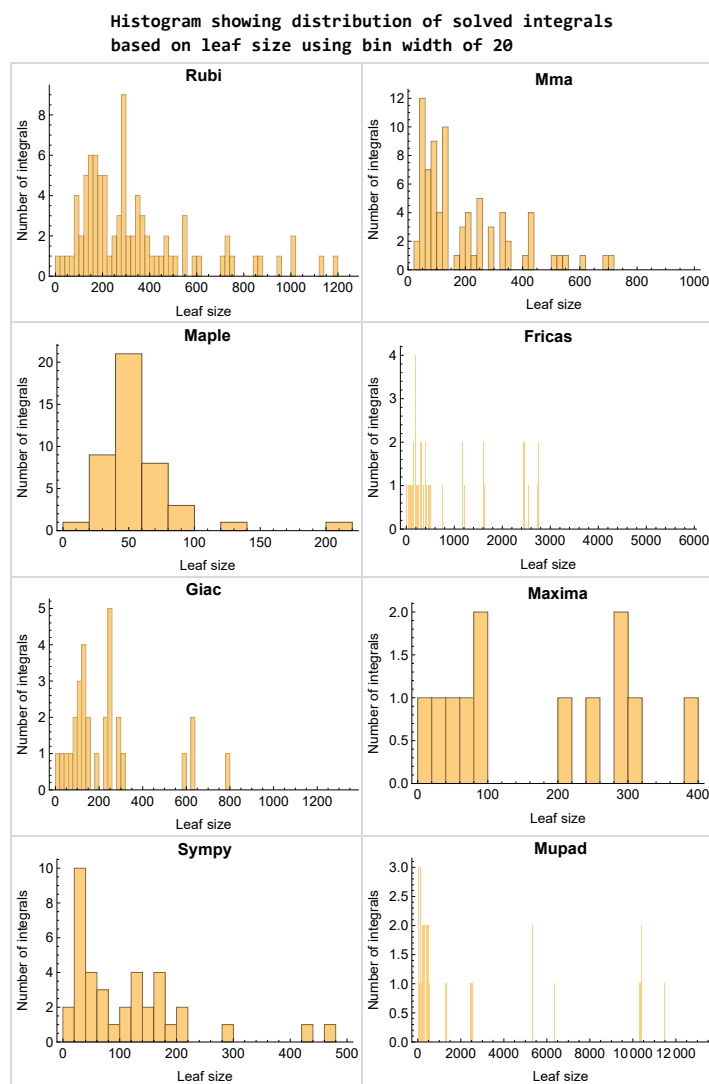 Histogram showing distribution of solved integrals
based on leaf size using bin width of 20
Rubi
Number of integrals
8
6
4
2
0
0 200 400 600 800 1000 1200
Leaf size
Mma
Number of integrals
12
10
8
6
4
2
0
0 200 400 600 800 1000
Leaf size
Maple
Number of integrals
20
15
10
5
0
0 50 100 150 200
Leaf size
Fricas
Number of integrals
4
3
2
1
0
0 1000 2000 3000 4000 5000 6000
Leaf size
Giac
Number of integrals
5
4
3
2
1
0
0 200 400 600 800 1000 1200
Leaf size
Maxima
Number of integrals
2.0
1.5
1.0
0.5
0.0
0 100 200 300 400
Leaf size
Sympy
Number of integrals
10
8
6
4
2
0
0 100 200 300 400 500
Leaf size
Mupad
Number of integrals
3.0
2.5
2.0
1.5
1.0
0.5
0.0
0 2000 4000 6000 8000 10000 12000
Leaf size